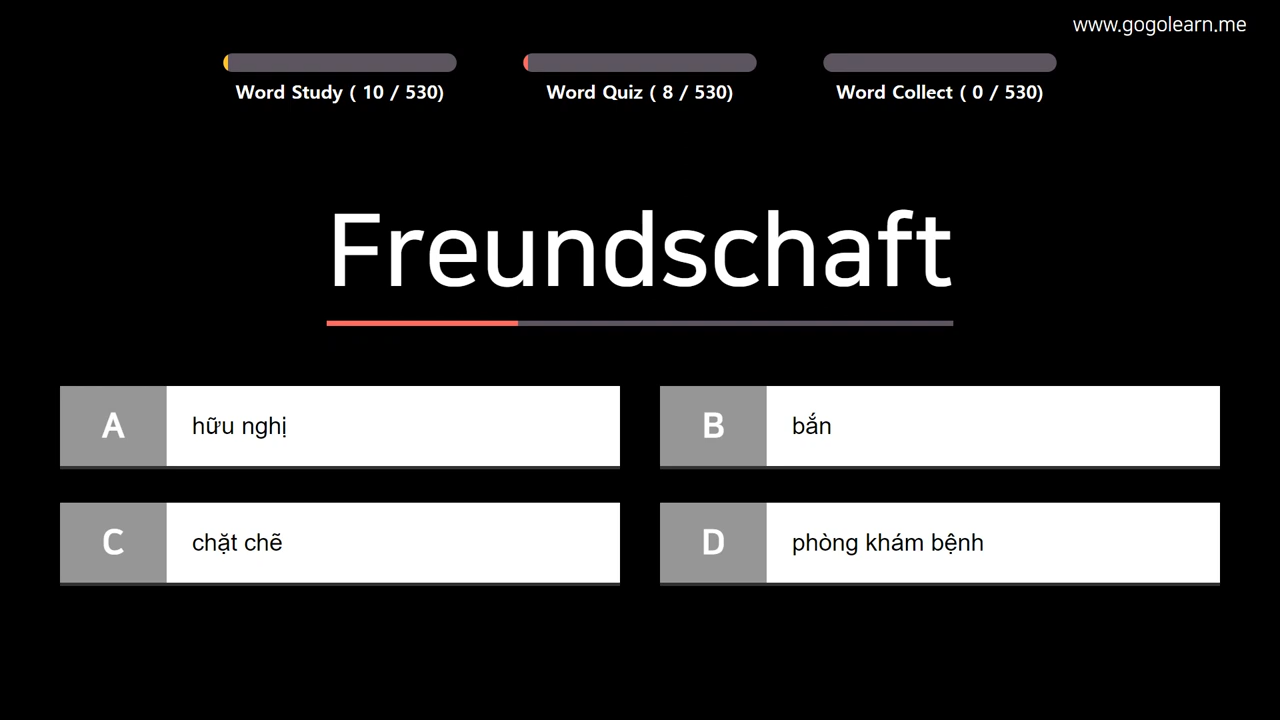 www.gogolearn.me
Word Study ( 10 / 530)
Word Quiz ( 8 / 530)
Word Collect ( 0 / 530)
Freundschaft
A hữu nghị
B bắn
C chặt chẽ
D phòng khám bệnh